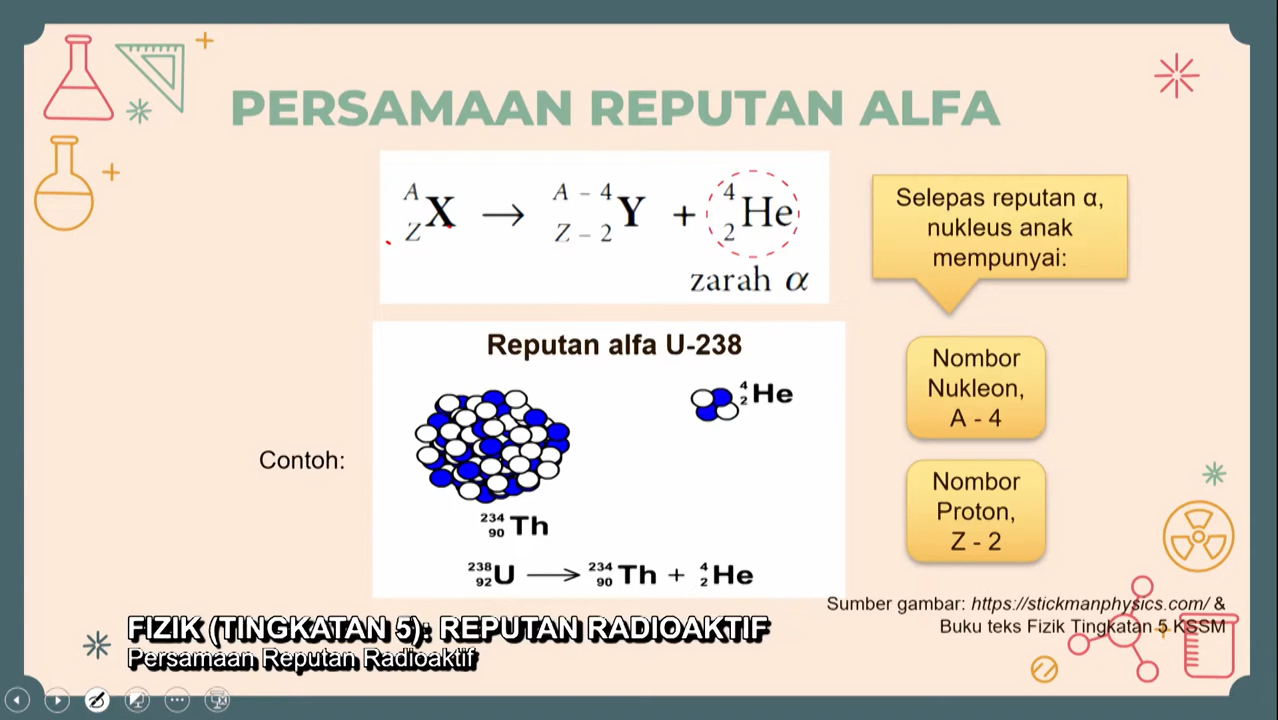 PERSAMAAN REPUTAN ALFA
A
Z X → A - 4
Z - 2 Y + 4
2 He
zarah α
Selepas reputan α,
nukleus anak
mempunyai:
Reputan alfa U-238
4
2 He
Nombor
Nukleon,
A - 4
Contoh:
234
90 Th
Nombor
Proton,
Z - 2
238
92 U → 234
90 Th + 4
2 He
Sumber gambar: https://stickmanphysics.com/ &
Buku teks Fizik Tingkatan 5 KSSM
FIZIK (TINGKATAN 5): REPUTAN RADIOAKTIF
Persamaan Reputan Radioaktif